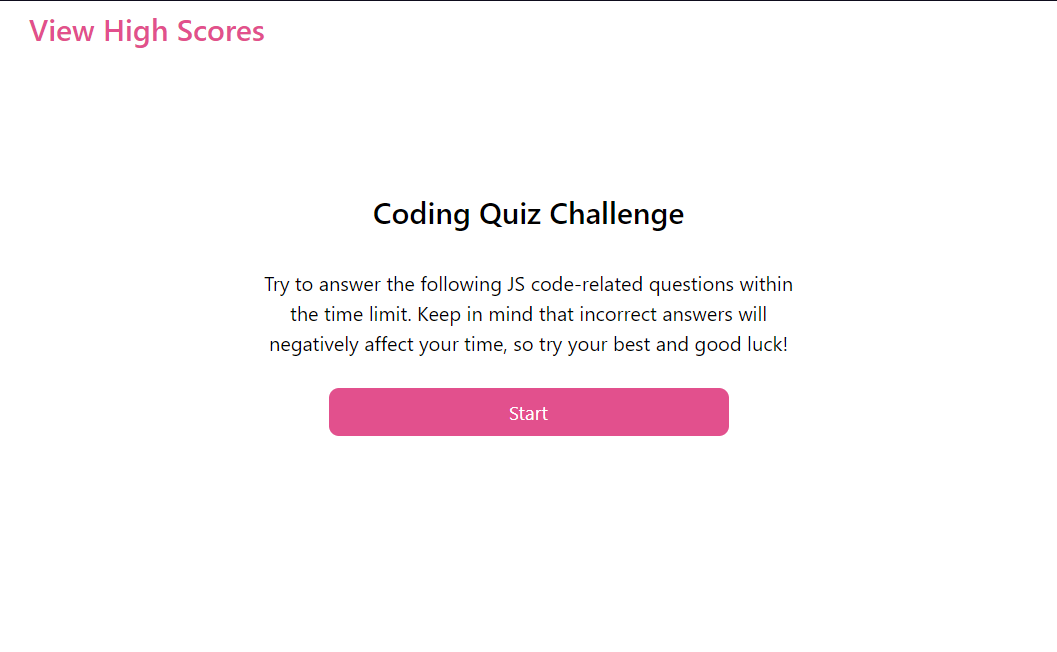 View High Scores
Coding Quiz Challenge
Try to answer the following JS code-related questions within
the time limit. Keep in mind that incorrect answers will
negatively affect your time, so try your best and good luck!
Start